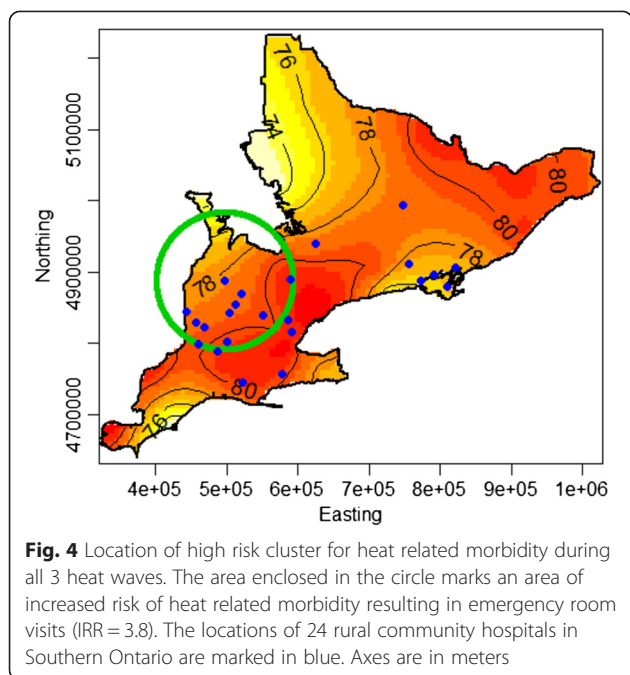 76
74
78
80
80
78
78
80
76
Northing
5100000
4900000
4700000
4e+05 5e+05 6e+05 7e+05 8e+05 9e+05 1e+06
Easting
Fig. 4 Location of high risk cluster for heat related morbidity during
all 3 heat waves. The area enclosed in the circle marks an area of
increased risk of heat related morbidity resulting in emergency room
visits (IRR = 3.8). The locations of 24 rural community hospitals in
Southern Ontario are marked in blue. Axes are in meters